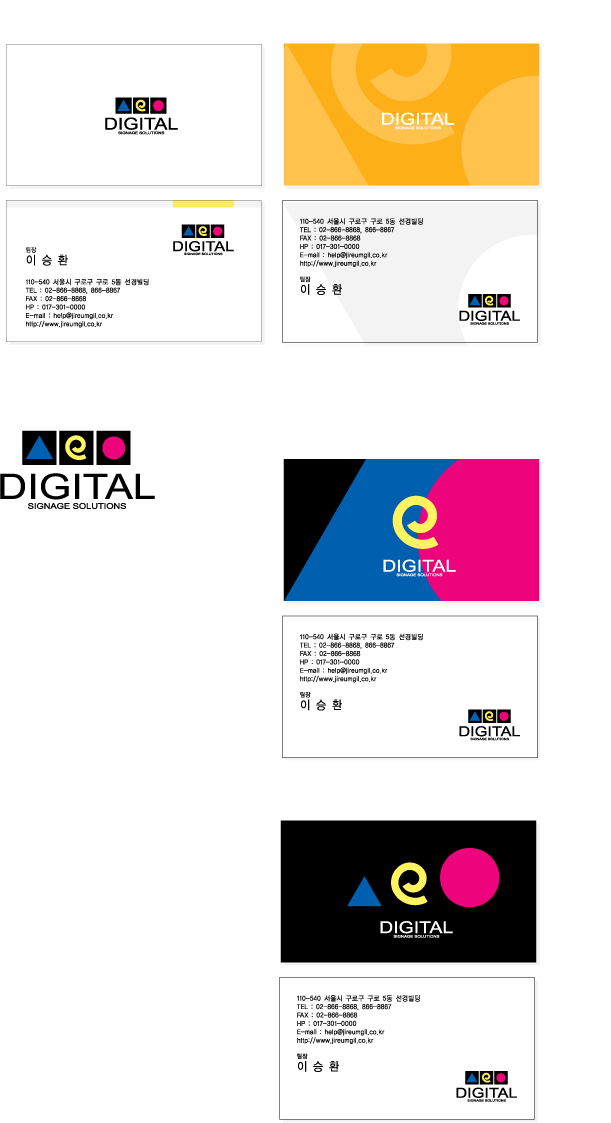 DIGITAL
SIGNAGE SOLUTIONS
DIGITAL
SIGNAGE SOLUTIONS
DIGITAL
SIGNAGE SOLUTIONS
팀장
이 승 환
110-540 서울시 구로구 구로 5동 선경빌딩
TEL : 02-866-8868, 866-8867
FAX : 02-866-8868
HP : 017-301-0000
E-mail : help@jireumgil.co.kr
http://www.jireumgil.co.kr
110-540 서울시 구로구 구로 5동 선경빌딩
TEL : 02-866-8868, 866-8867
FAX : 02-866-8868
HP : 017-301-0000
E-mail : help@jireumgil.co.kr
http://www.jireumgil.co.kr
팀장
이 승 환
DIGITAL
SIGNAGE SOLUTIONS
DIGITAL
SIGNAGE SOLUTIONS
DIGITAL
SIGNAGE SOLUTIONS
110-540 서울시 구로구 구로 5동 선경빌딩
TEL : 02-866-8868, 866-8867
FAX : 02-866-8868
HP : 017-301-0000
E-mail : help@jireumgil.co.kr
http://www.jireumgil.co.kr
팀장
이 승 환
DIGITAL
SIGNAGE SOLUTIONS
DIGITAL
SIGNAGE SOLUTIONS
110-540 서울시 구로구 구로 5동 선경빌딩
TEL : 02-866-8868, 866-8867
FAX : 02-866-8868
HP : 017-301-0000
E-mail : help@jireumgil.co.kr
http://www.jireumgil.co.kr
팀장
이 승 환
DIGITAL
SIGNAGE SOLUTIONS